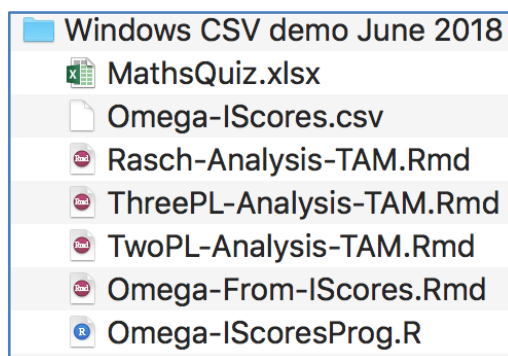 Windows CSV demo June 2018
MathsQuiz.xlsx
Omega-IScores.csv
Rasch-Analysis-TAM.Rmd
ThreePL-Analysis-TAM.Rmd
TwoPL-Analysis-TAM.Rmd
Omega-From-IScores.Rmd
Omega-IScoresProg.R